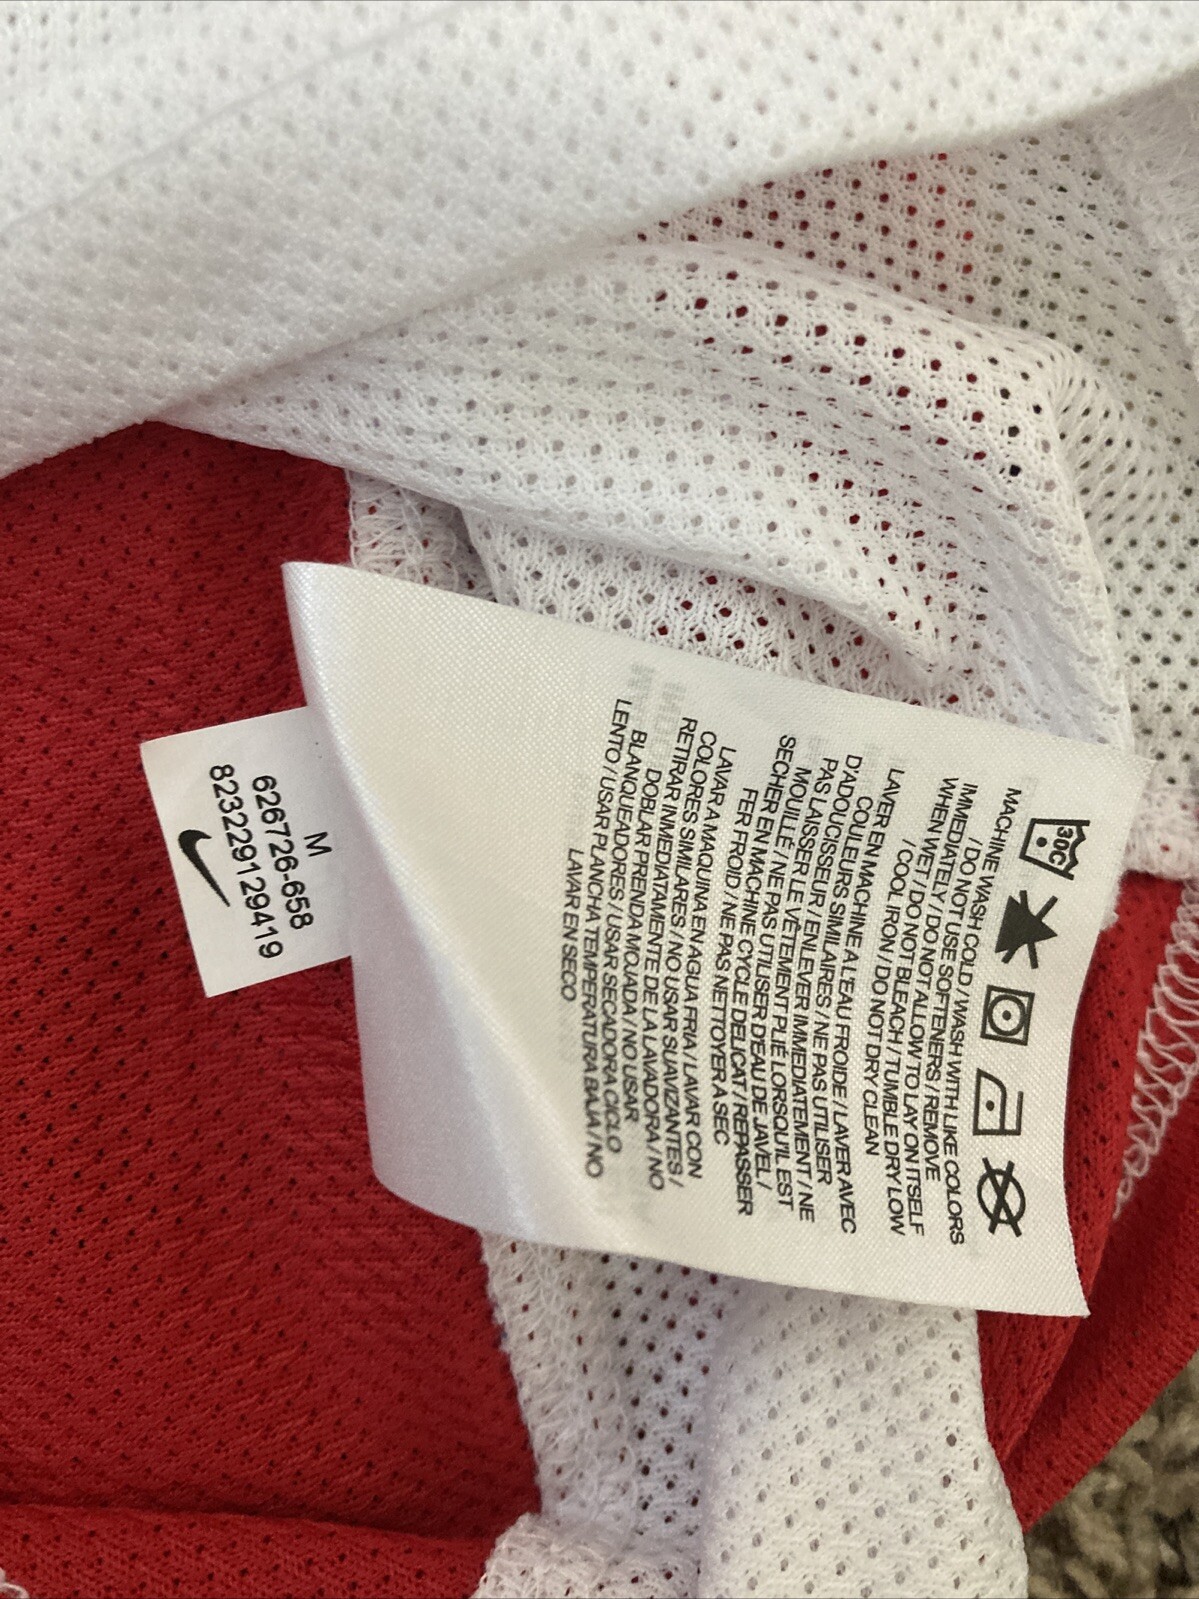 30C
MACHINE WASH COLD / WASH WITH LIKE COLORS
/ DO NOT USE SOFTENERS / REMOVE
IMMEDIATELY / DO NOT ALLOW TO LAY ON ITSELF
WHEN WET / DO NOT BLEACH / TUMBLE DRY LOW
/ COOL IRON / DO NOT DRY CLEAN
LAVER EN MACHINE A L'EAU FROIDE / LAVER AVEC
COULEURS SIMILAIRES / NE PAS UTILISER
D'ADOUCISSEUR / ENLEVER IMMEDIATEMENT / NE
PAS LAISSER LE VÊTEMENT PLIÉ LORSQU'IL EST
MOUILLÉ / NE PAS UTILISER D'EAU DE JAVEL /
SECHER EN MACHINE CYCLE DELICAT / REPASSER
FER FROID / NE PAS NETTOYER A SEC
LAVAR A MAQUINA EN AGUA FRIA / LAVAR CON
COLORES SIMILARES / NO USAR SUAVIZANTES /
RETIRAR INMEDIATAMENTE DE LA LAVADORA / NO
DOBLAR PRENDA MOJADA / NO USAR
BLANQUEADORES / USAR SECADORA CICLO
LENTO / USAR PLANCHA TEMPERATURA BAJA / NO
LAVAR EN SECO
M
626726-658
823229129419